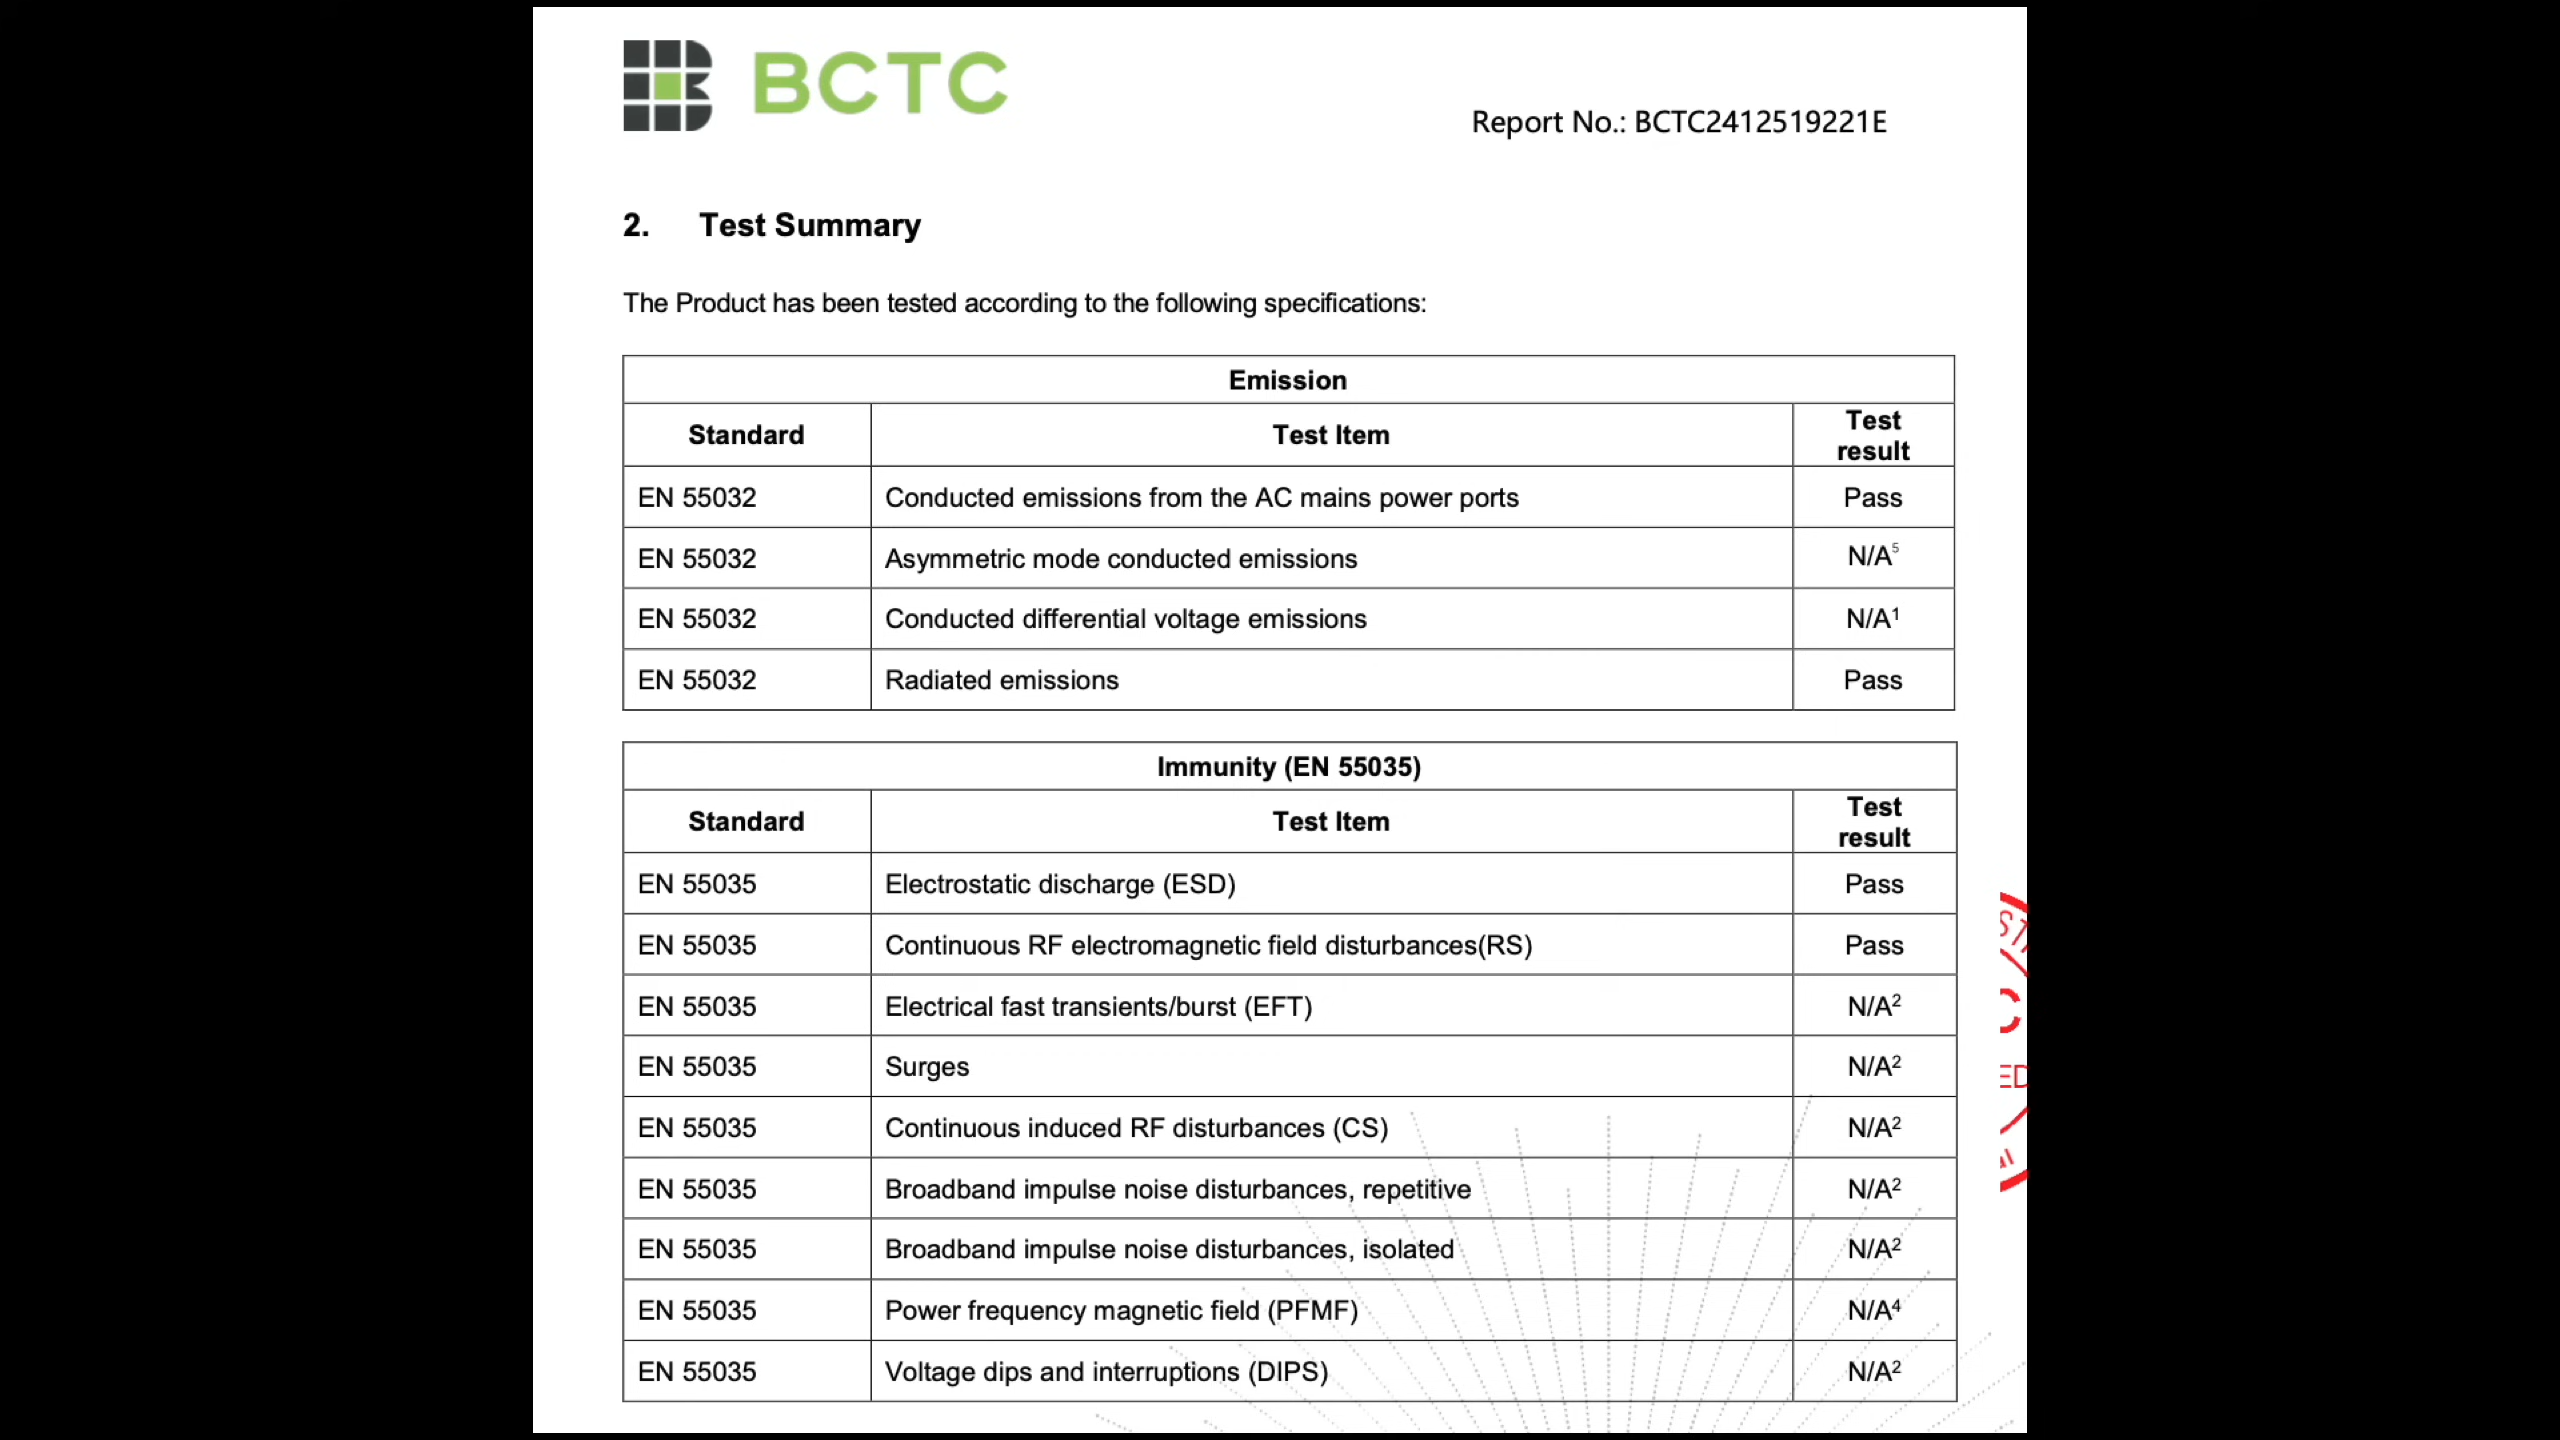 BCTC
Report No.: BCTC2412519221E
2. Test Summary
The Product has been tested according to the following specifications:
Emission
Standard Test Item Test result
EN 55032 Conducted emissions from the AC mains power ports Pass
EN 55032 Asymmetric mode conducted emissions N/A⁵
EN 55032 Conducted differential voltage emissions N/A¹
EN 55032 Radiated emissions Pass
Immunity (EN 55035)
Standard Test Item Test result
EN 55035 Electrostatic discharge (ESD) Pass
EN 55035 Continuous RF electromagnetic field disturbances(RS) Pass
EN 55035 Electrical fast transients/burst (EFT) N/A²
EN 55035 Surges N/A²
EN 55035 Continuous induced RF disturbances (CS) N/A²
EN 55035 Broadband impulse noise disturbances, repetitive N/A²
EN 55035 Broadband impulse noise disturbances, isolated N/A²
EN 55035 Power frequency magnetic field (PFMF) N/A⁴
EN 55035 Voltage dips and interruptions (DIPS) N/A²